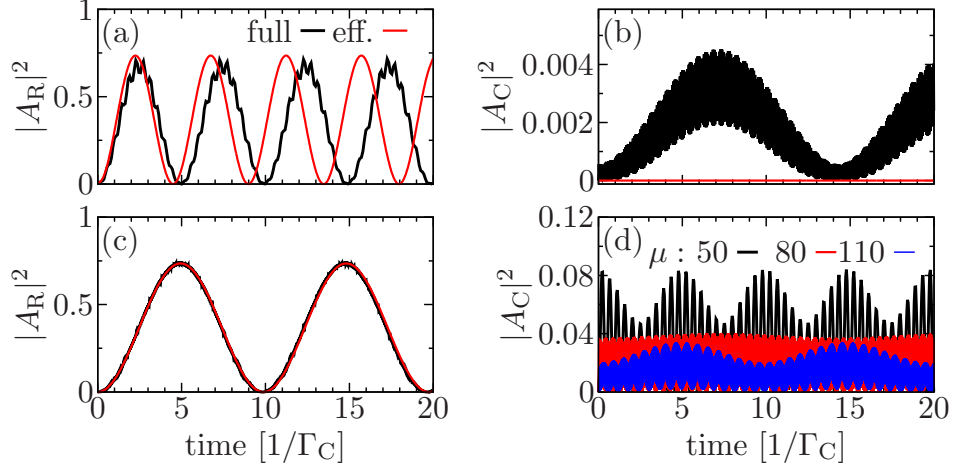 (a)
full eff.
|A_R|^2
1
0.5
0
(b)
|A_C|^2
0.004
0.002
0
(c)
|A_R|^2
1
0.5
0
0 5 10 15 20
time [1/Γ_C]
(d)
μ : 50 80 110
|A_C|^2
0.12
0.08
0.04
0
0 5 10 15 20
time [1/Γ_C]